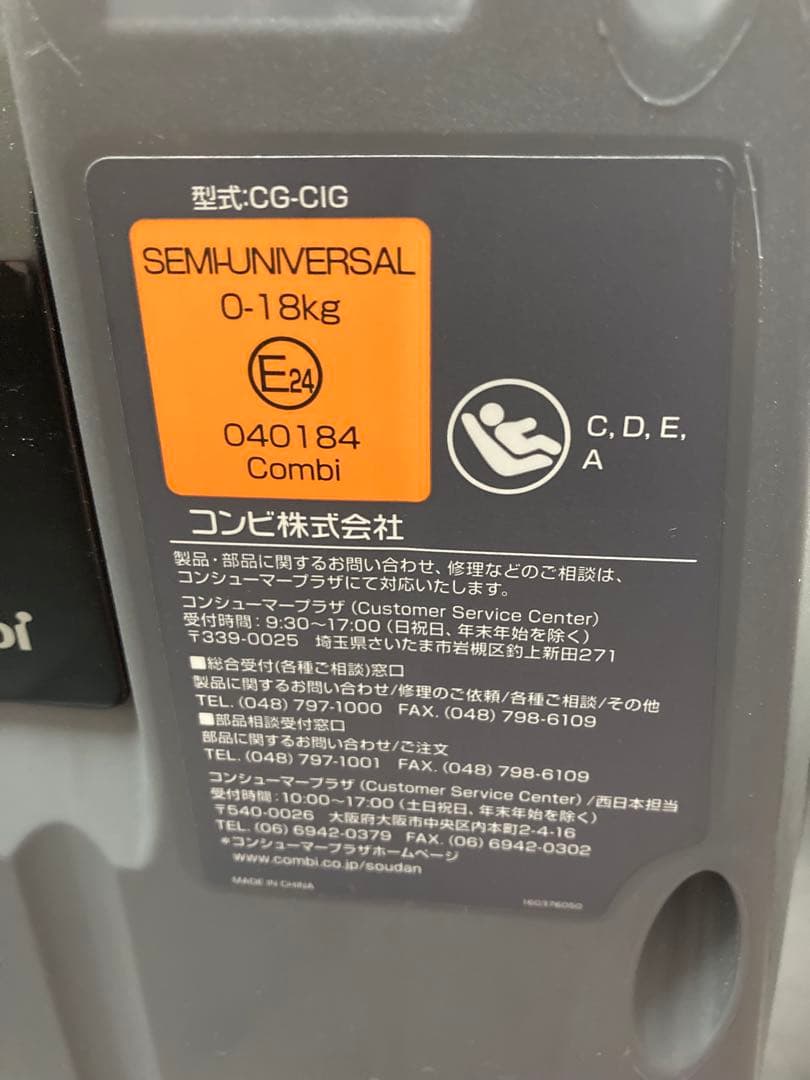 型式:CG-CIG
SEMI-UNIVERSAL
0-18kg
E24
040184
Combi
C, D, E,
A
コンビ株式会社
製品・部品に関するお問い合わせ、修理などのご相談は、
コンシューマープラザにて対応いたします。
コンシューマープラザ (Customer Service Center)
受付時間:9:30～17:00 (日祝日、年末年始を除く)
〒339-0025 埼玉県さいたま市岩槻区釣上新田271
■総合受付(各種ご相談)窓口
製品に関するお問い合わせ/修理のご依頼/各種ご相談/その他
TEL. (048) 797-1000 FAX. (048) 798-6109
■部品相談受付窓口
部品に関するお問い合わせ/ご注文
TEL. (048) 797-1001 FAX. (048) 798-6109
コンシューマープラザ (Customer Service Center) /西日本担当
受付時間:10:00～17:00 (土日祝日、年末年始を除く)
〒540-0026 大阪府大阪市中央区内本町2-4-16
TEL. (06) 6942-0379 FAX. (06) 6942-0302
*コンシューマープラザホームページ
www.combi.co.jp/soudan
MADE IN CHINA
160376050
bi